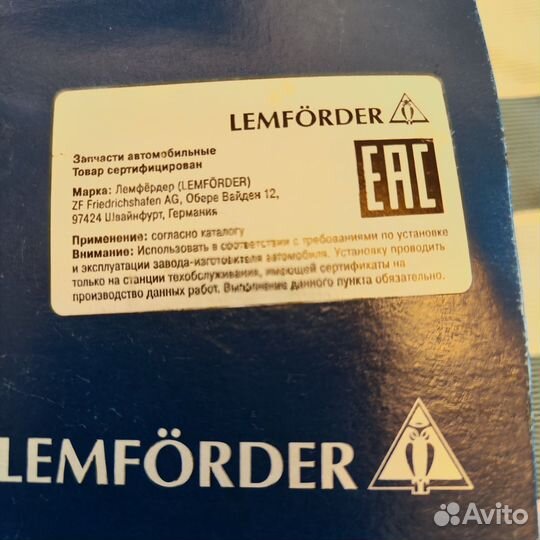 LEMFÖRDER
Запчасти автомобильные
Товар сертифицирован
EAC
Марка: Лемфёрдер (LEMFÖRDER)
ZF Friedrichshafen AG, Обере Вайден 12,
97424 Швайнфурт, Германия
Применение: согласно каталогу
Внимание: Использовать в соответствии с требованиями по установке
и эксплуатации завода-изготовителя автомобиля. Установку проводить
только на станции техобслуживания, имеющей сертификаты на
производство данных работ. Выполнение данного пункта обязательно.
LEMFÖRDER
Avito